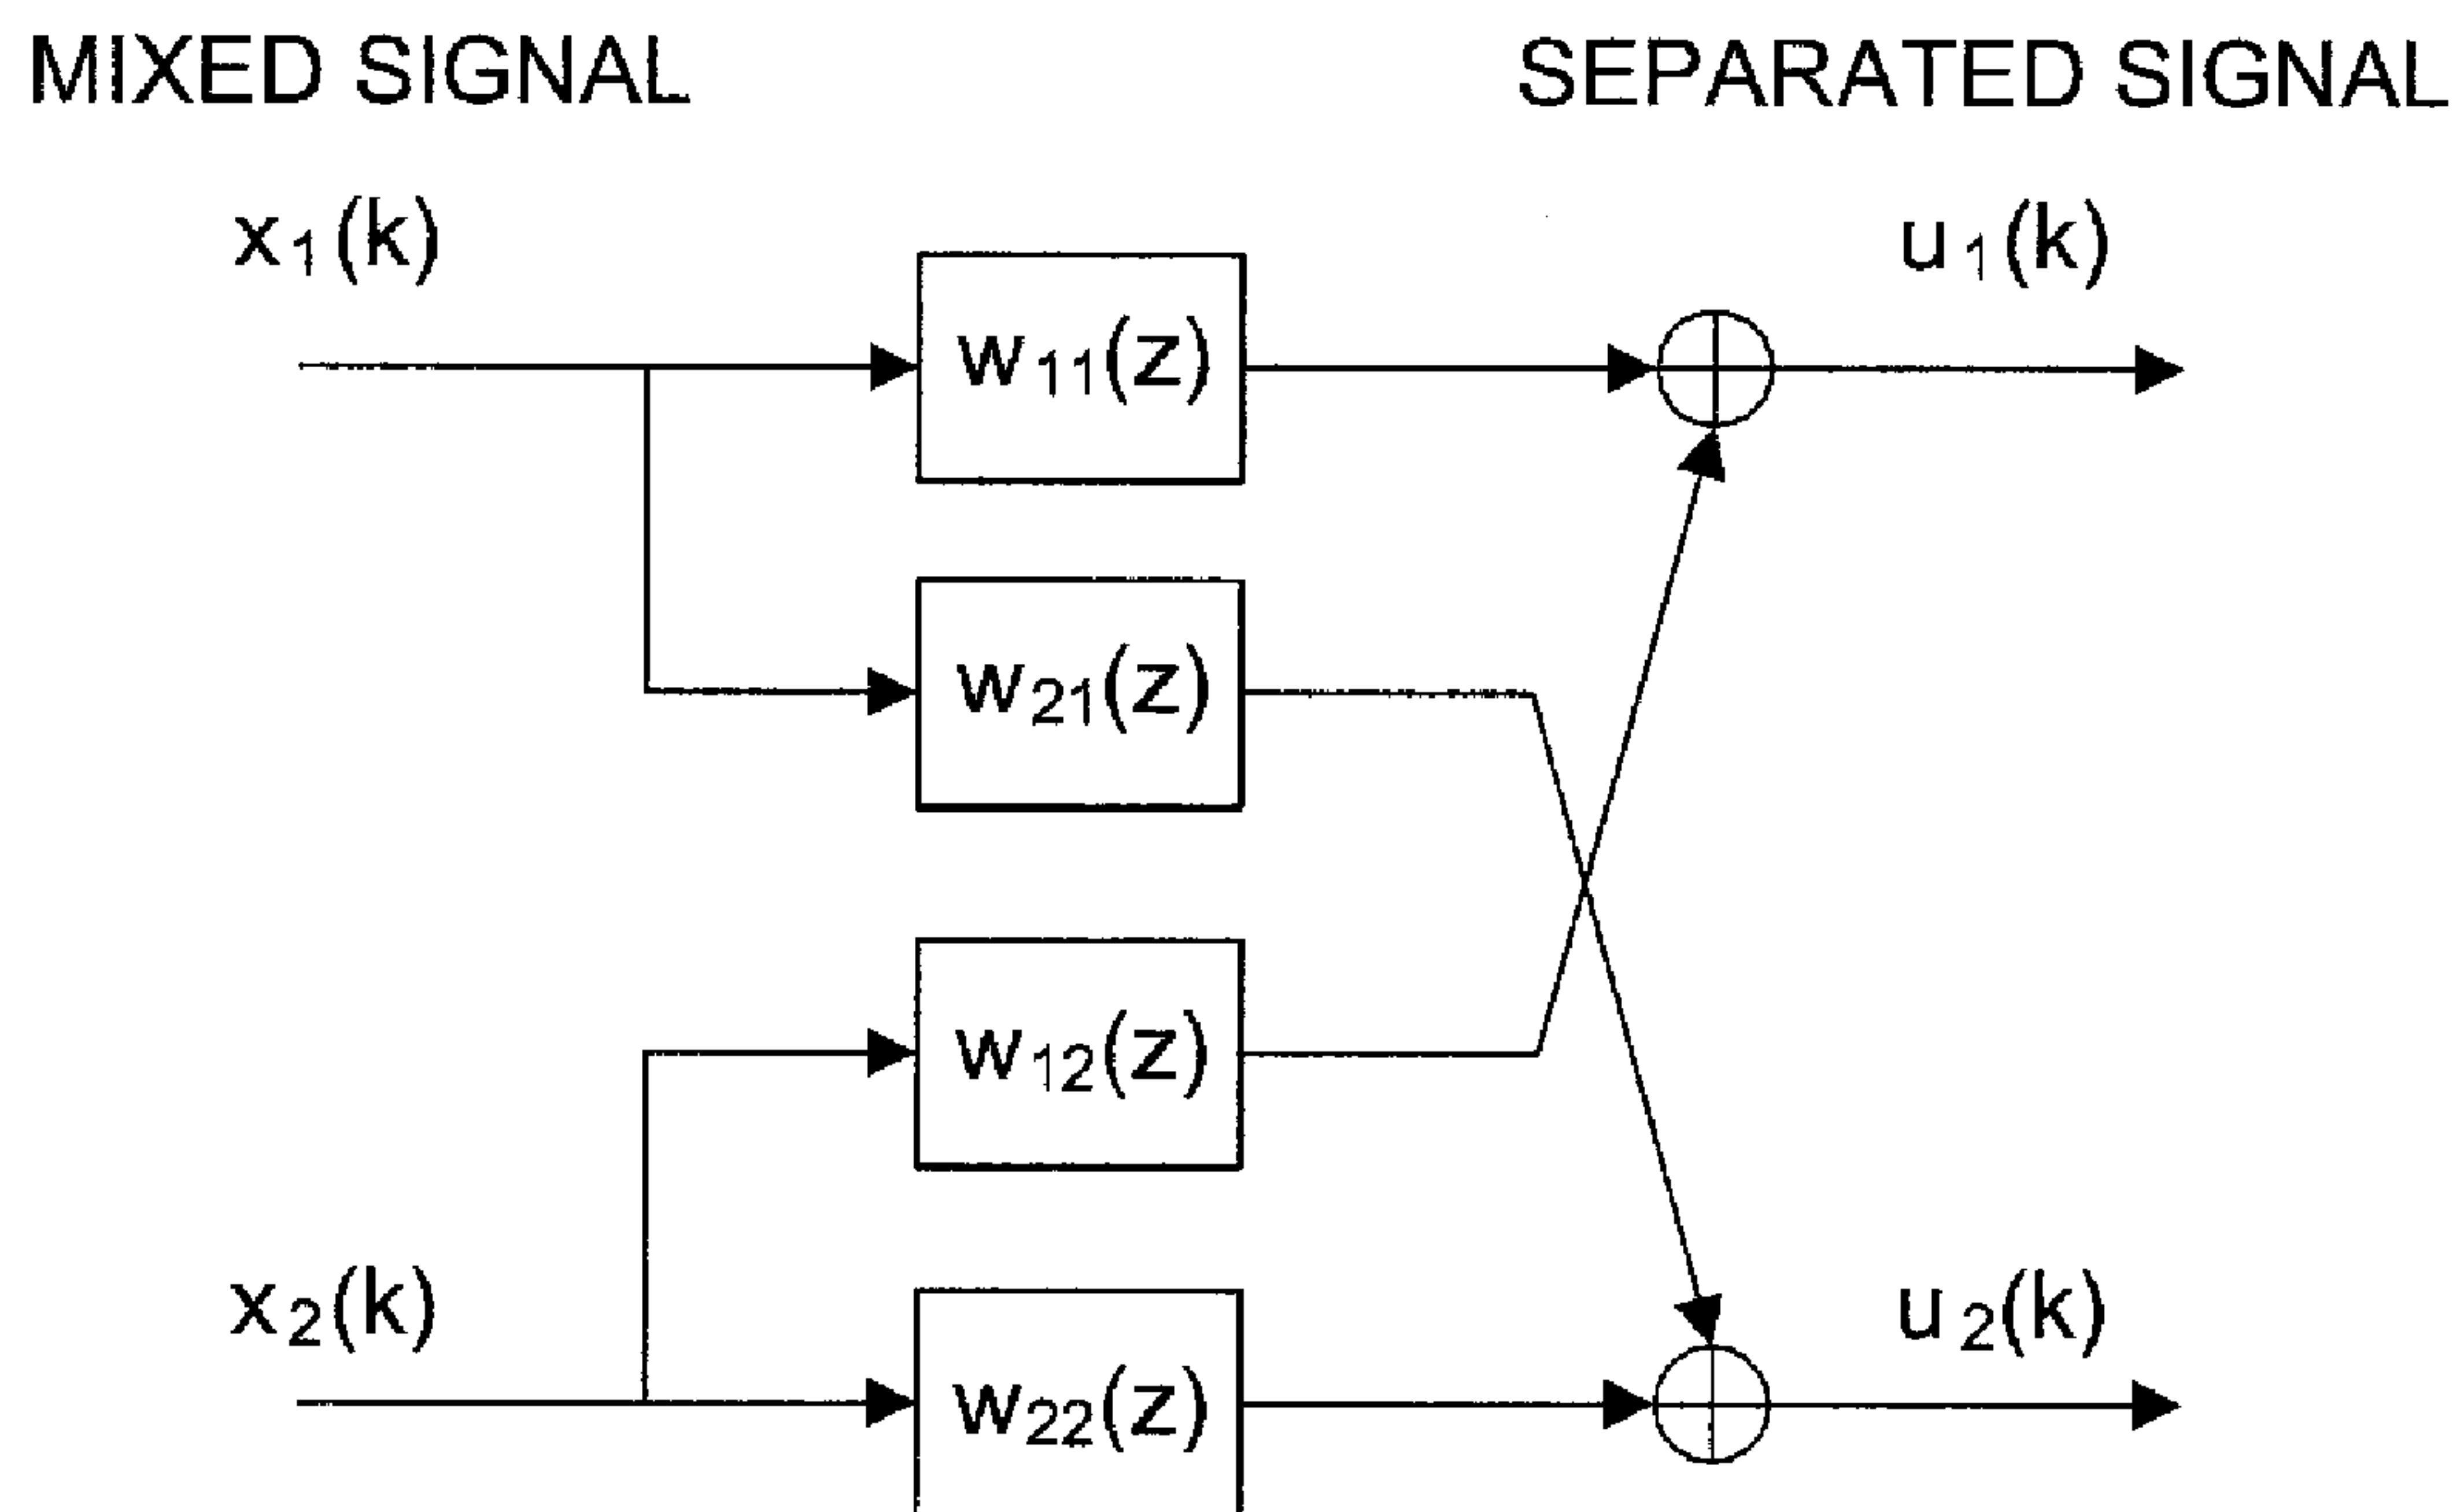 MIXED SIGNAL
SEPARATED SIGNAL
x₁(k)
u₁(k)
w₁₁(z)
w₂₁(z)
w₁₂(z)
x₂(k)
u₂(k)
w₂₂(z)